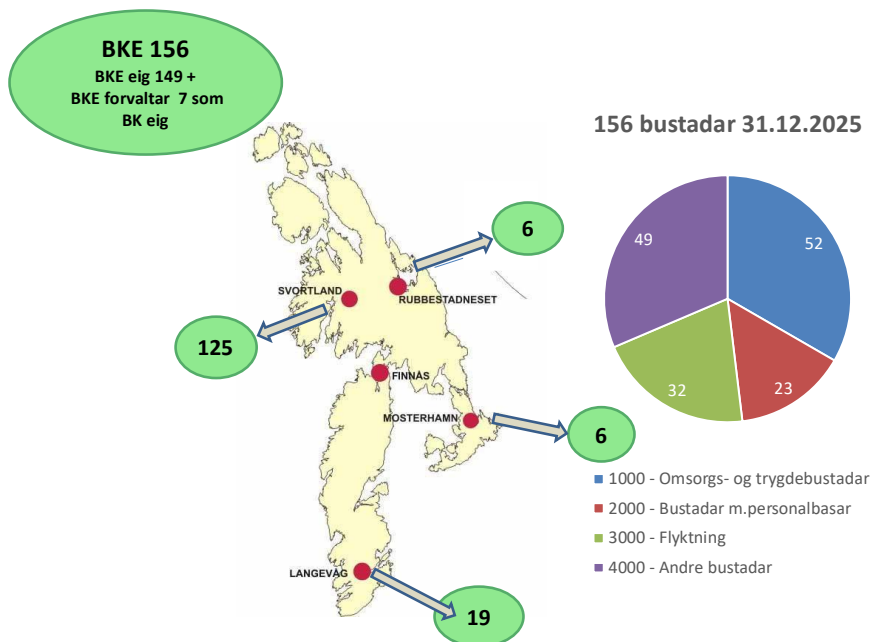 BKE 156
BKE eig 149 +
BKE forvaltar 7 som
BK eig
156 bustadar 31.12.2025
6
SVORTLAND
RUBBESTADNESET
125
FINNÅS
MOSTERHAMN
6
LANGEVÅG
19
49
52
32
23
1000 - Omsorgs- og trygdebustadar
2000 - Bustadar m.personalbasar
3000 - Flyktning
4000 - Andre bustadar